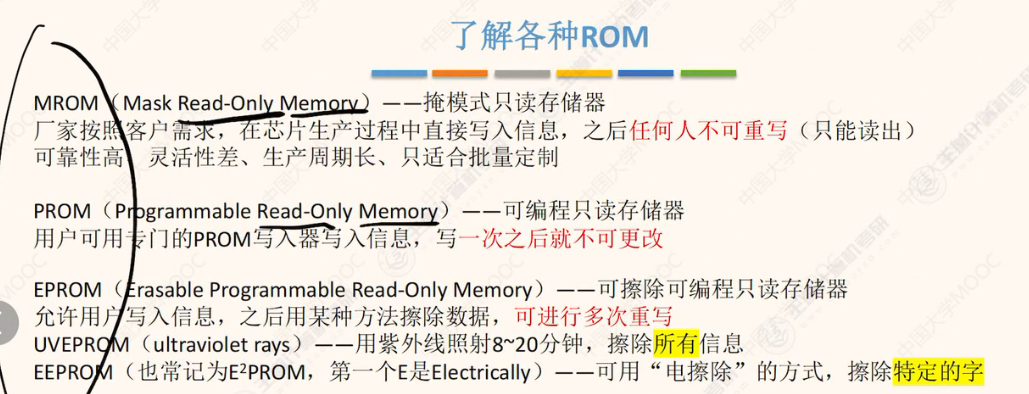 了解各种ROM
MROM（Mask Read-Only Memory）——掩模式只读存储器
厂家按照客户需求，在芯片生产过程中直接写入信息，之后任何人不可重写（只能读出）
可靠性高、灵活性差、生产周期长、只适合批量定制
PROM（Programmable Read-Only Memory）——可编程只读存储器
用户可用专门的PROM写入器写入信息，写一次之后就不可更改
EPROM（Erasable Programmable Read-Only Memory）——可擦除可编程只读存储器
允许用户写入信息，之后用某种方法擦除数据，可进行多次重写
UVEPROM（ultraviolet rays）——用紫外线照射8~20分钟，擦除所有信息
EEPROM（也常记为E²PROM，第一个E是Electrically）——可用“电擦除”的方式，擦除特定的字